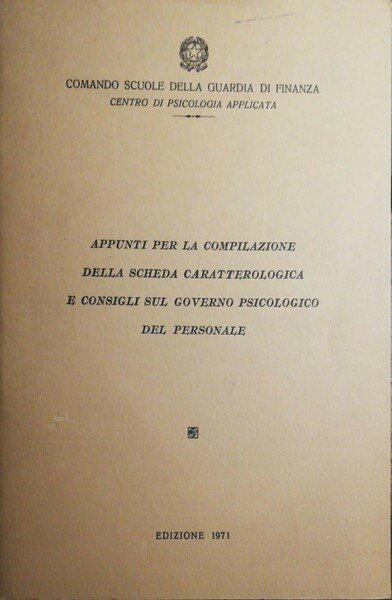 COMANDO SCUOLE DELLA GUARDIA DI FINANZA
CENTRO DI PSICOLOGIA APPLICATA
APPUNTI PER LA COMPILAZIONE
DELLA SCHEDA CARATTEROLOGICA
E CONSIGLI SUL GOVERNO PSICOLOGICO
DEL PERSONALE
EDIZIONE 1971